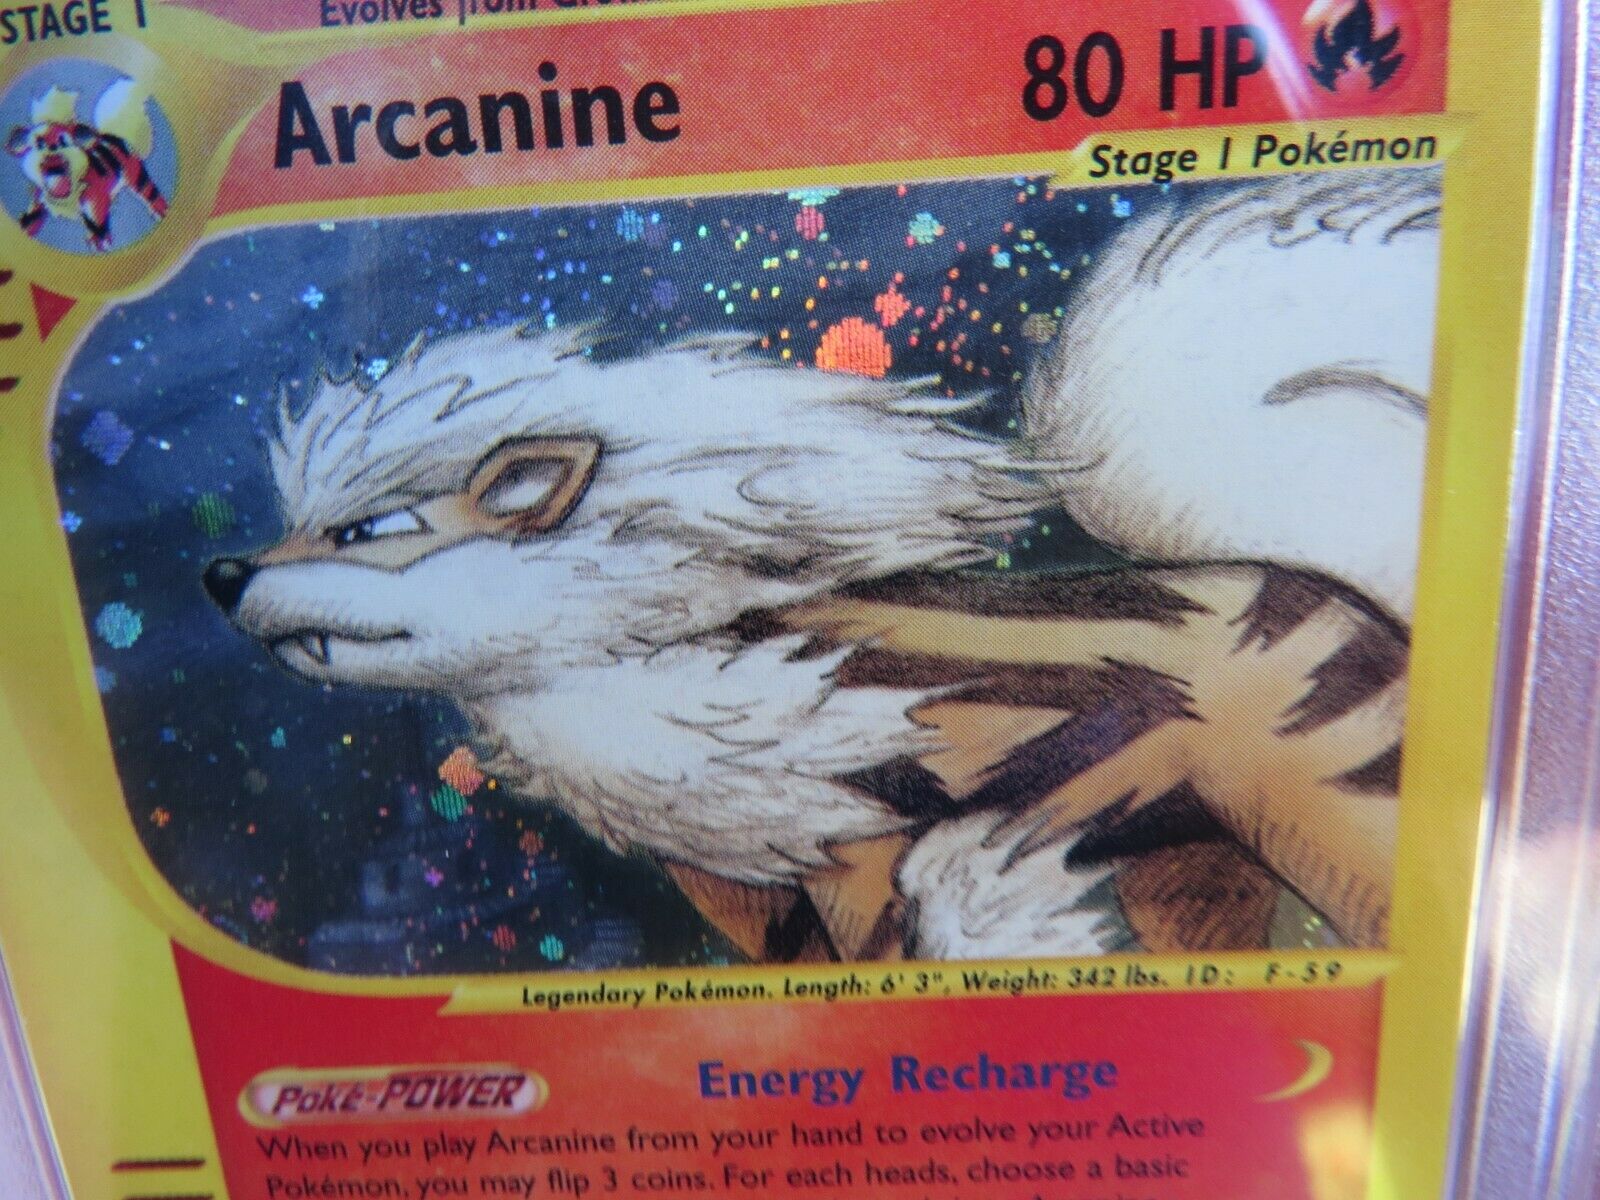 STAGE 1
Evolves from
Arcanine
80 HP
Stage 1 Pokémon
Legendary Pokémon. Length: 6' 3", Weight: 342 lbs. ID: F-59
Poké-POWER
Energy Recharge
When you play Arcanine from your hand to evolve your Active
Pokémon, you may flip 3 coins. For each heads, choose a basic